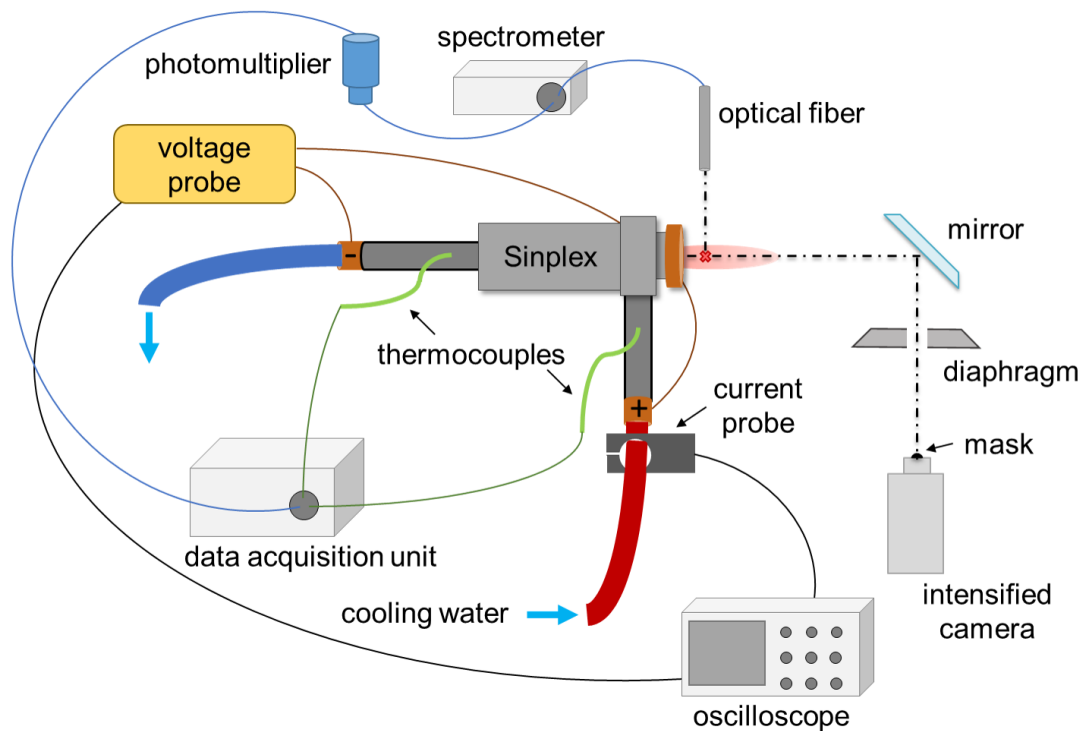 spectrometer
photomultiplier
optical fiber
voltage
probe
mirror
-
Sinplex
thermocouples
diaphragm
current
probe
+
mask
data acquisition unit
intensified
camera
cooling water
oscilloscope